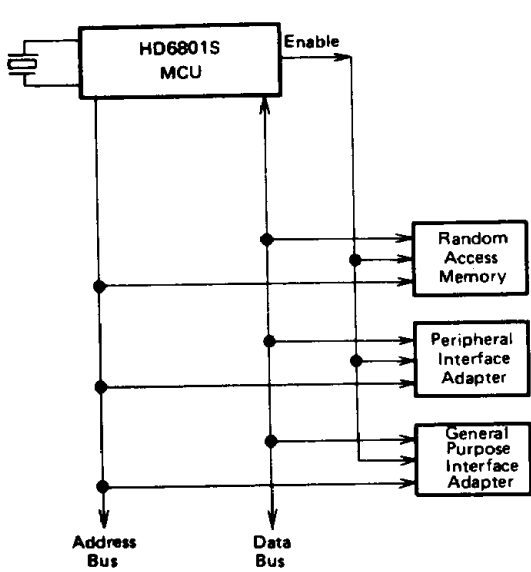 HD6801S
MCU
Enable
Random
Access
Memory
Peripheral
Interface
Adapter
General
Purpose
Interface
Adapter
Address
Bus
Data
Bus